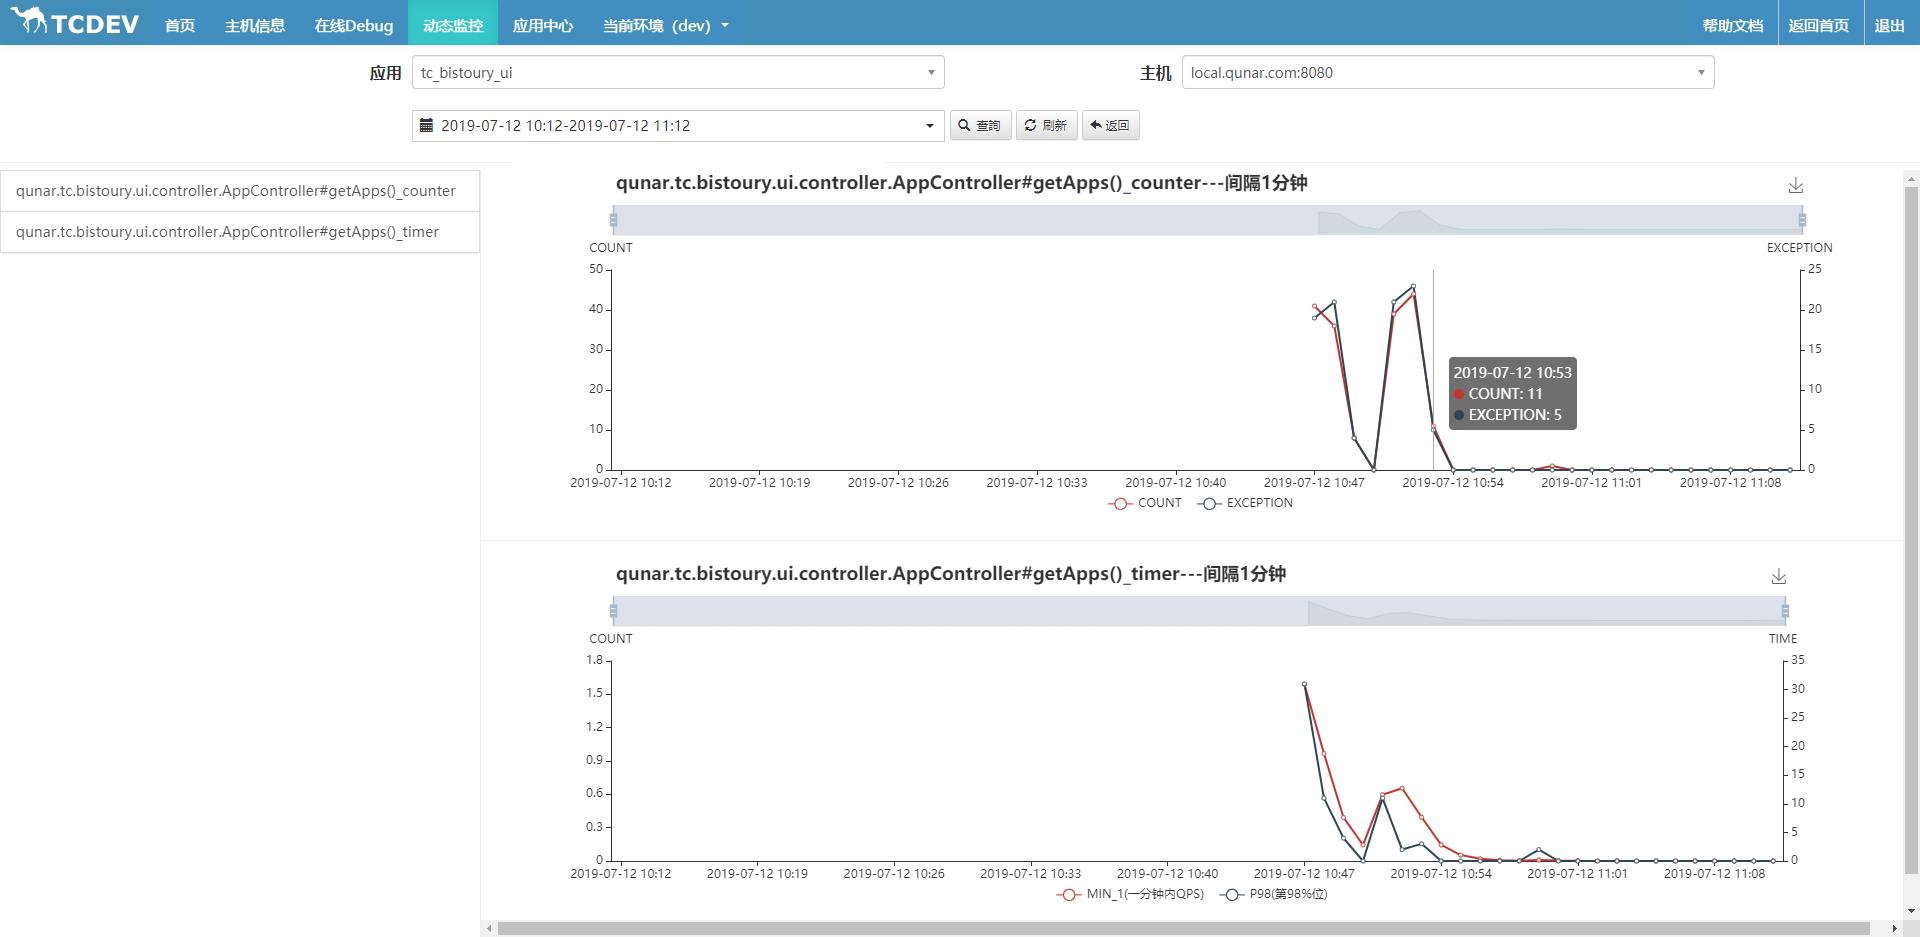 TCDEV 首页 主机信息 在线Debug 动态监控 应用中心 当前环境（dev） 帮助文档 返回首页 退出
应用 tc_bistoury_ui 主机 local.qunar.com:8080
2019-07-12 10:12-2019-07-12 11:12 查詢 刷新 返回
qunar.tc.bistoury.ui.controller.AppController#getApps()_counter
qunar.tc.bistoury.ui.controller.AppController#getApps()_timer
qunar.tc.bistoury.ui.controller.AppController#getApps()_counter---间隔1分钟
COUNT EXCEPTION
50 25
40 20
30 15
20 10
10 5
0 0
2019-07-12 10:53
COUNT: 11
EXCEPTION: 5
2019-07-12 10:12 2019-07-12 10:19 2019-07-12 10:26 2019-07-12 10:33 2019-07-12 10:40 2019-07-12 10:47 2019-07-12 10:54 2019-07-12 11:01 2019-07-12 11:08
COUNT EXCEPTION
qunar.tc.bistoury.ui.controller.AppController#getApps()_timer---间隔1分钟
COUNT TIME
1.8 35
1.5 30
1.2 25
0.9 20
0.6 15
0.3 10
0 5
0
2019-07-12 10:12 2019-07-12 10:19 2019-07-12 10:26 2019-07-12 10:33 2019-07-12 10:40 2019-07-12 10:47 2019-07-12 10:54 2019-07-12 11:01 2019-07-12 11:08
MIN_1(一分钟内QPS) P98(第98%位)